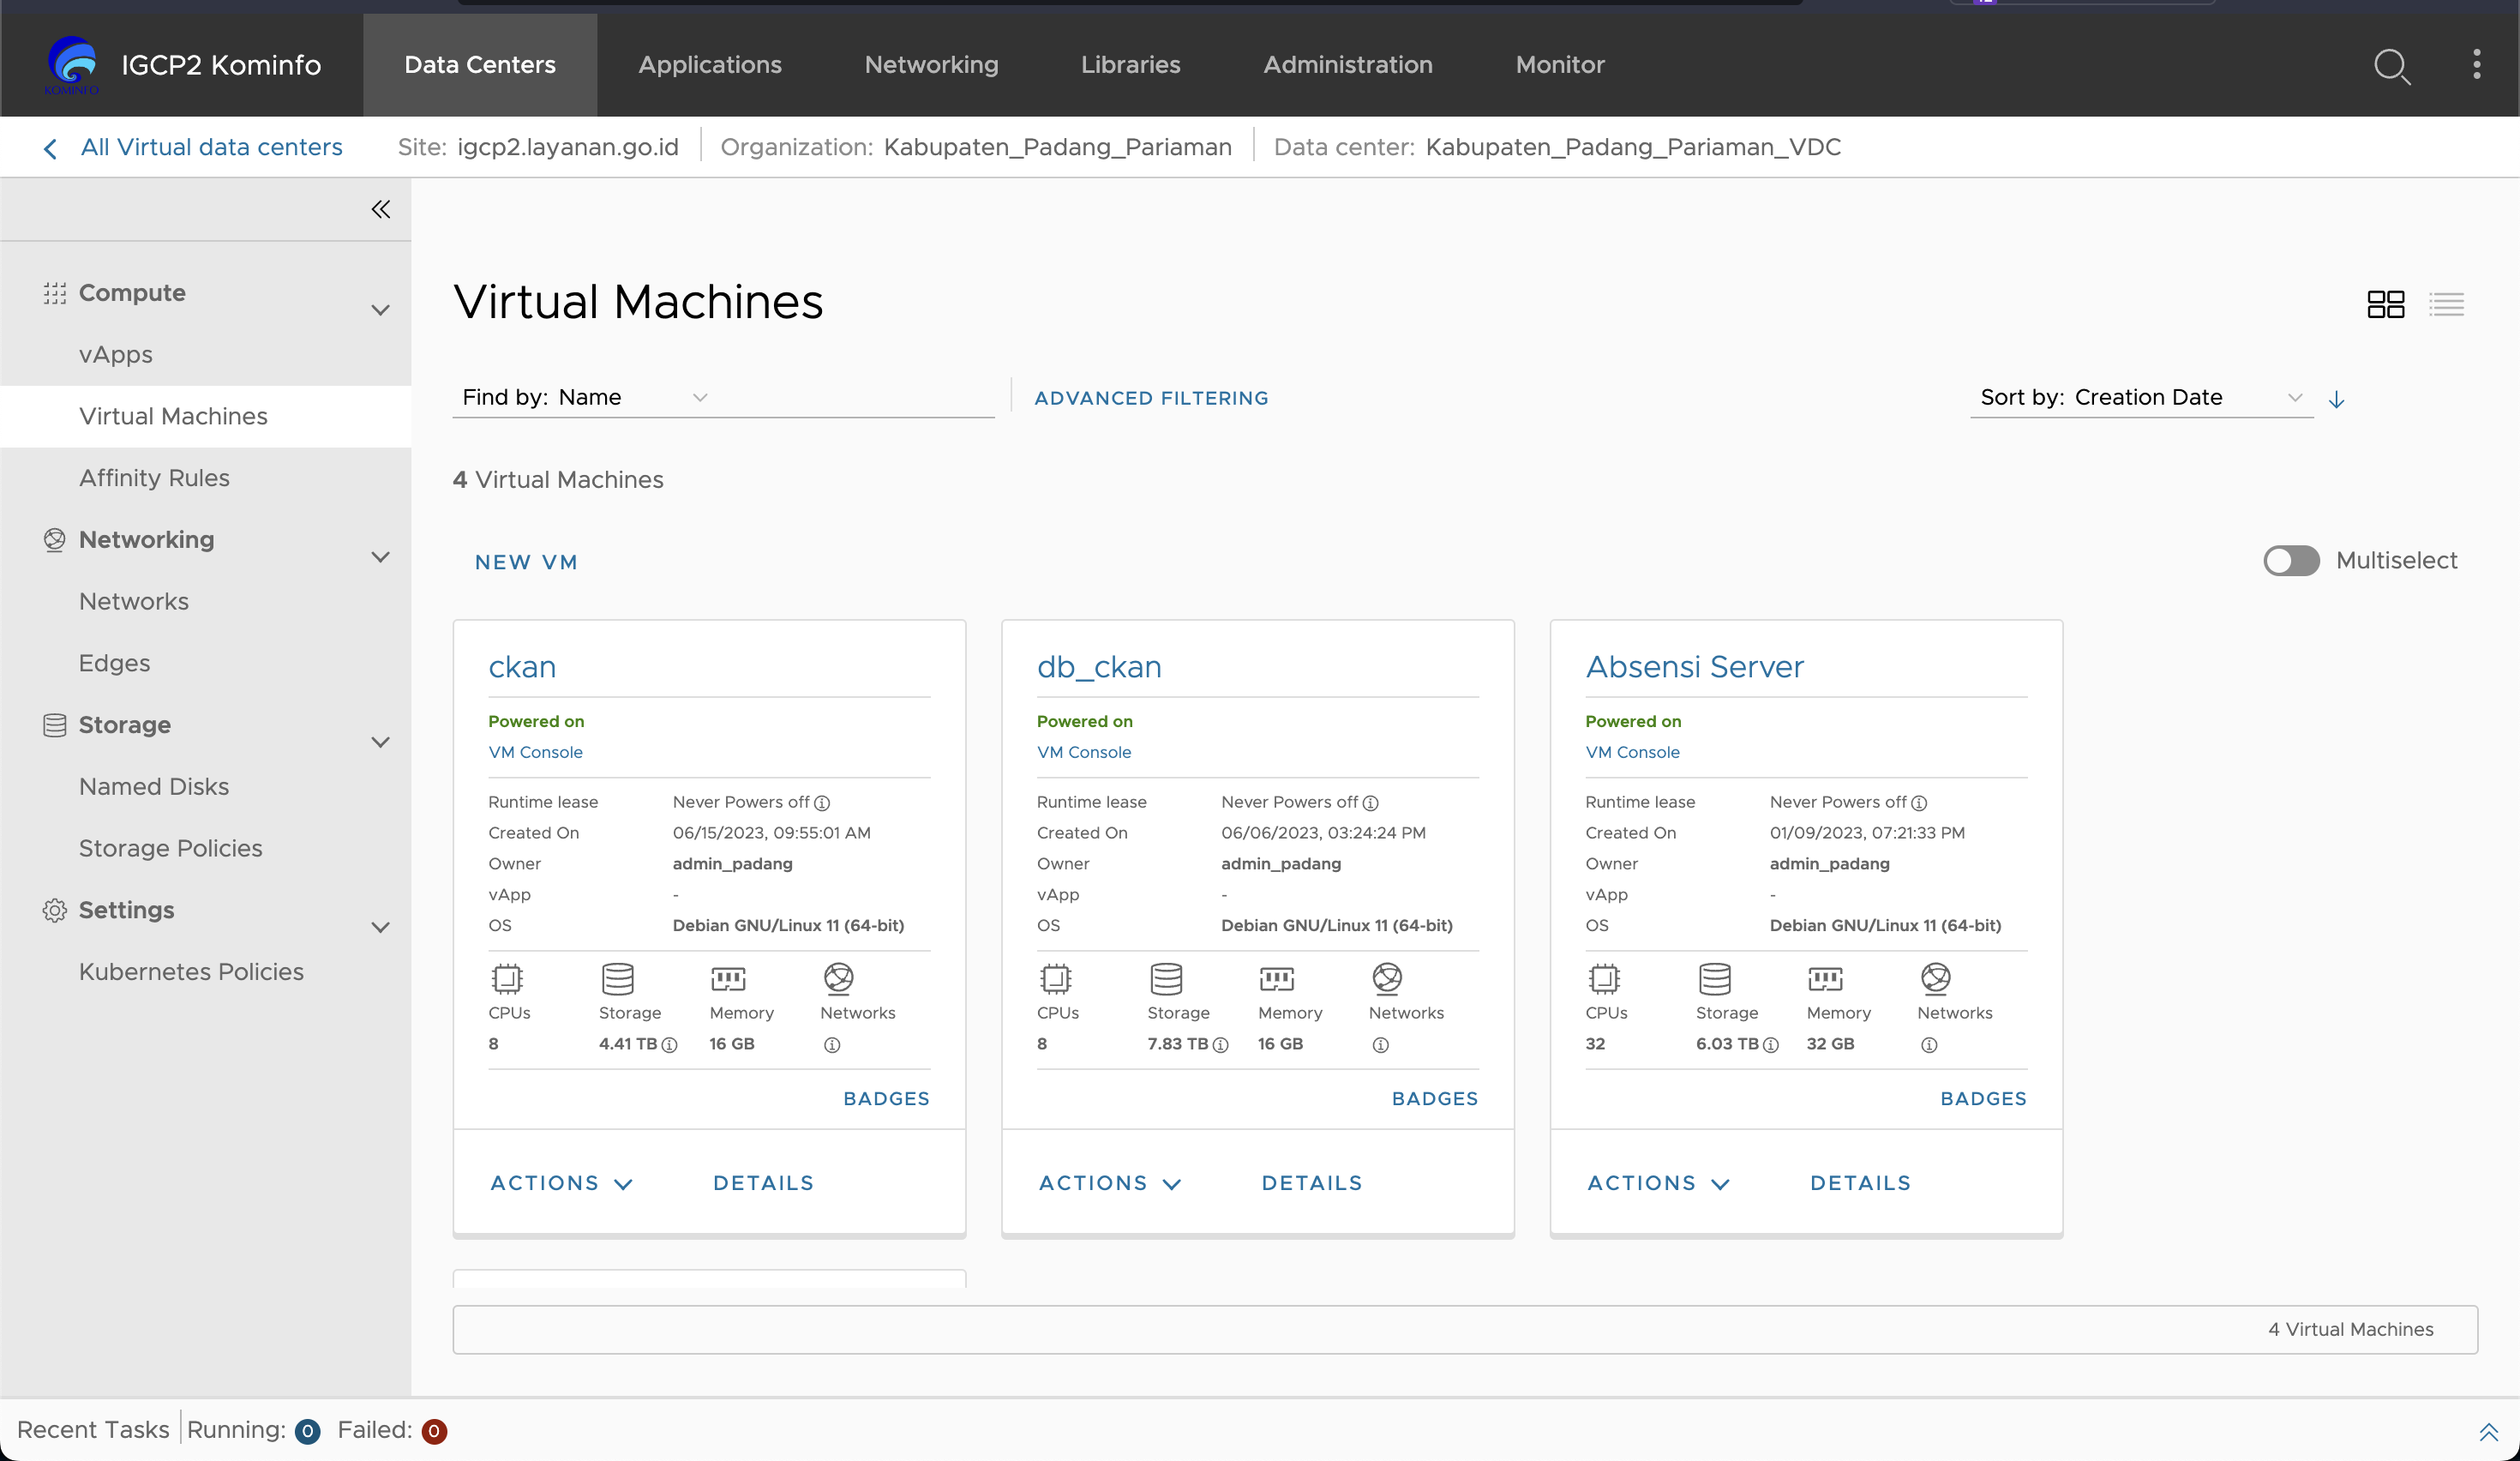 KOMINFO
IGCP2 Kominfo
Data Centers
Applications
Networking
Libraries
Administration
Monitor
All Virtual data centers
Site: igcp2.layanan.go.id
Organization: Kabupaten_Padang_Pariaman
Data center: Kabupaten_Padang_Pariaman_VDC
Compute
vApps
Virtual Machines
Affinity Rules
Networking
Networks
Edges
Storage
Named Disks
Storage Policies
Settings
Kubernetes Policies
Virtual Machines
Find by: Name
ADVANCED FILTERING
Sort by: Creation Date
4 Virtual Machines
NEW VM
Multiselect
ckan
Powered on
VM Console
Runtime lease Never Powers off
Created On 06/15/2023, 09:55:01 AM
Owner admin_padang
vApp -
OS Debian GNU/Linux 11 (64-bit)
CPUs Storage Memory Networks
8 4.41 TB 16 GB
BADGES
ACTIONS DETAILS
db_ckan
Powered on
VM Console
Runtime lease Never Powers off
Created On 06/06/2023, 03:24:24 PM
Owner admin_padang
vApp -
OS Debian GNU/Linux 11 (64-bit)
CPUs Storage Memory Networks
8 7.83 TB 16 GB
BADGES
ACTIONS DETAILS
Absensi Server
Powered on
VM Console
Runtime lease Never Powers off
Created On 01/09/2023, 07:21:33 PM
Owner admin_padang
vApp -
OS Debian GNU/Linux 11 (64-bit)
CPUs Storage Memory Networks
32 6.03 TB 32 GB
BADGES
ACTIONS DETAILS
4 Virtual Machines
Recent Tasks Running: 0 Failed: 0